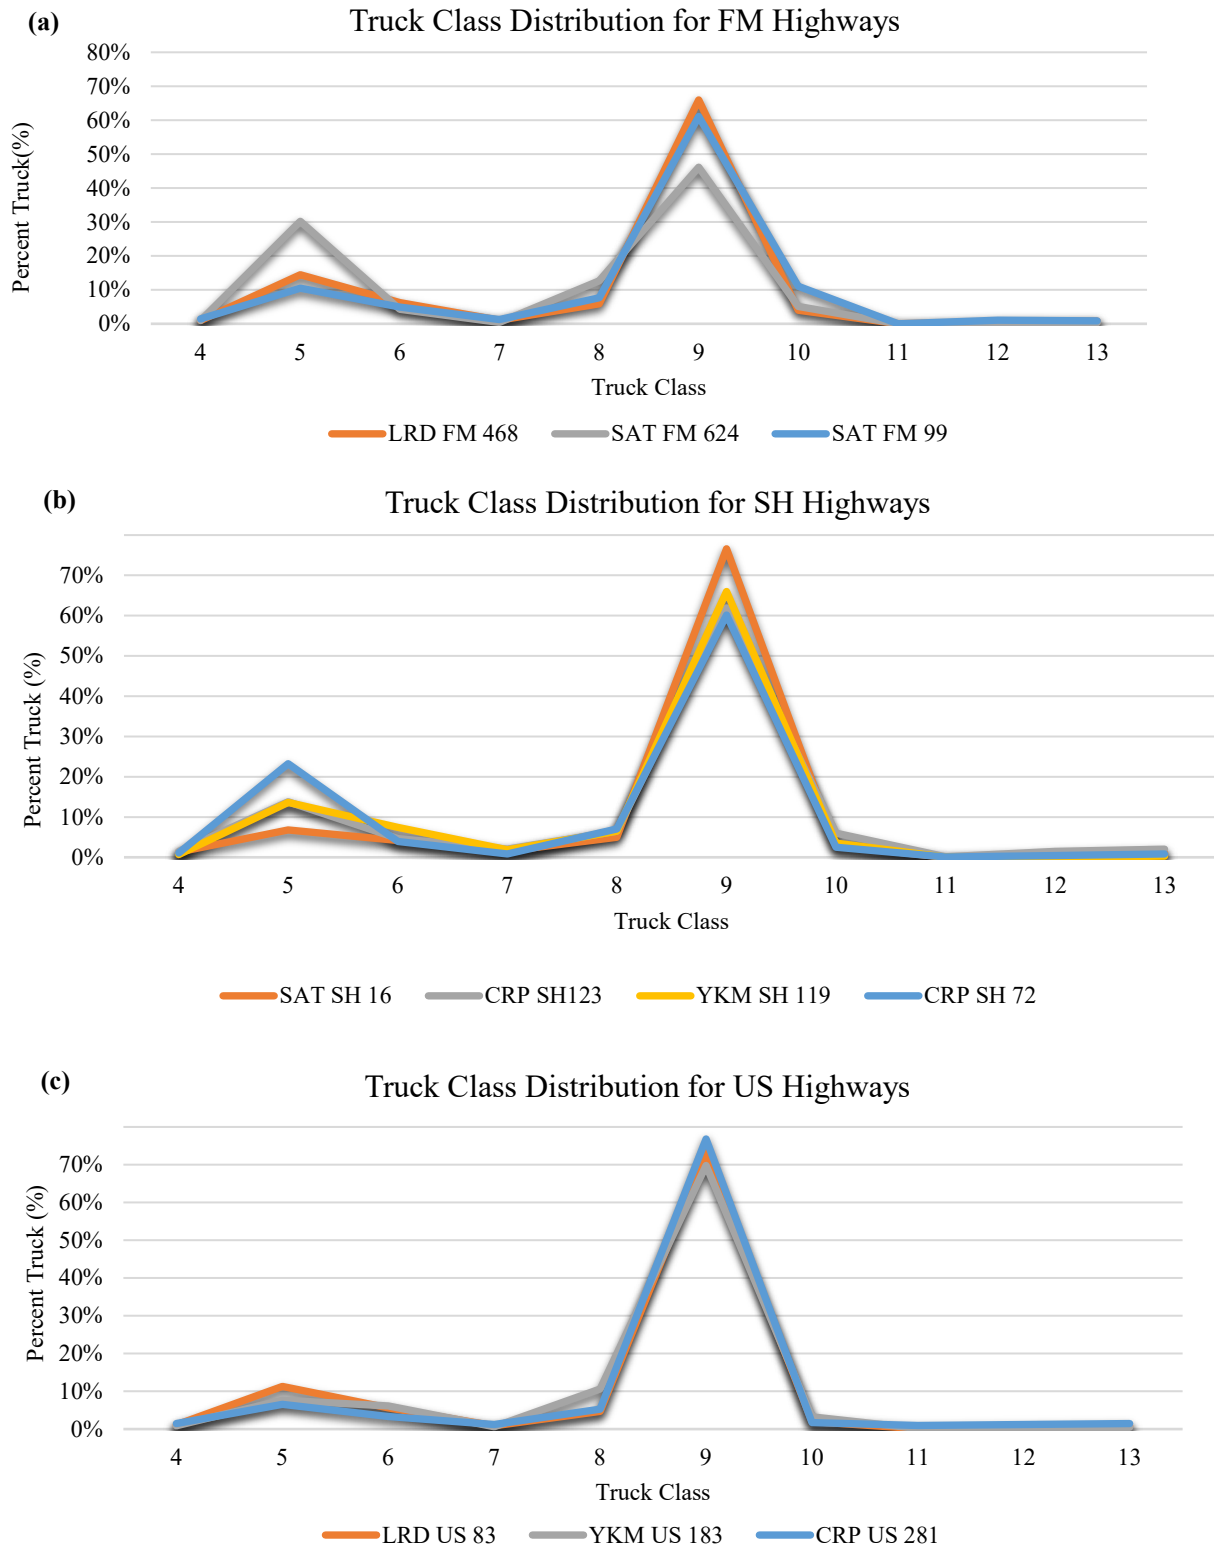 (a)
Truck Class Distribution for FM Highways
80%
70%
60%
50%
40%
30%
20%
10%
0%
Percent Truck(%)
4 5 6 7 8 9 10 11 12 13
Truck Class
LRD FM 468 SAT FM 624 SAT FM 99
(b)
Truck Class Distribution for SH Highways
70%
60%
50%
40%
30%
20%
10%
0%
Percent Truck (%)
4 5 6 7 8 9 10 11 12 13
Truck Class
SAT SH 16 CRP SH123 YKM SH 119 CRP SH 72
(c)
Truck Class Distribution for US Highways
70%
60%
50%
40%
30%
20%
10%
0%
Percent Truck (%)
4 5 6 7 8 9 10 11 12 13
Truck Class
LRD US 83 YKM US 183 CRP US 281